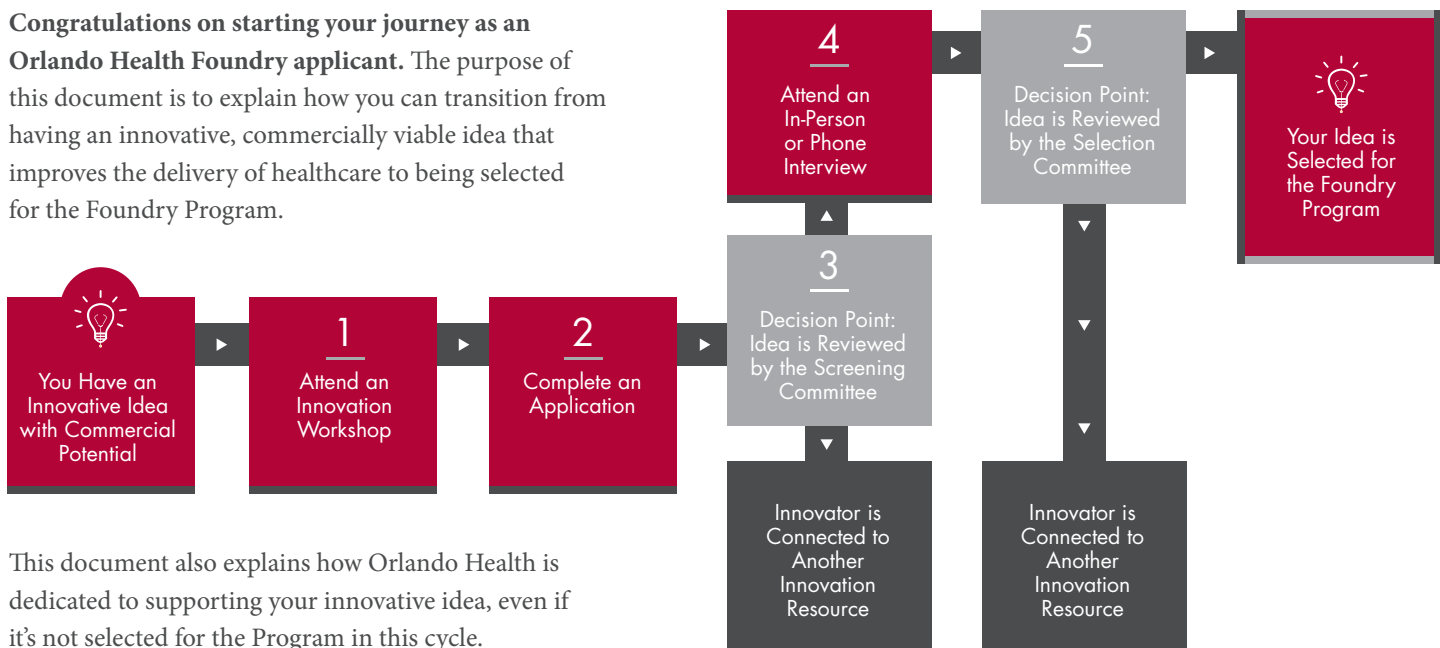 Congratulations on starting your journey as an
Orlando Health Foundry applicant. The purpose of
this document is to explain how you can transition from
having an innovative, commercially viable idea that
improves the delivery of healthcare to being selected
for the Foundry Program.
You Have an
Innovative Idea
with Commercial
Potential
1
Attend an
Innovation
Workshop
2
Complete an
Application
3
Decision Point:
Idea is Reviewed
by the Screening
Committee
4
Attend an
In-Person
or Phone
Interview
5
Decision Point:
Idea is Reviewed
by the Selection
Committee
Your Idea is
Selected for
the Foundry
Program
Innovator is
Connected to
Another
Innovation
Resource
Innovator is
Connected to
Another
Innovation
Resource
This document also explains how Orlando Health is
dedicated to supporting your innovative idea, even if
it's not selected for the Program in this cycle.